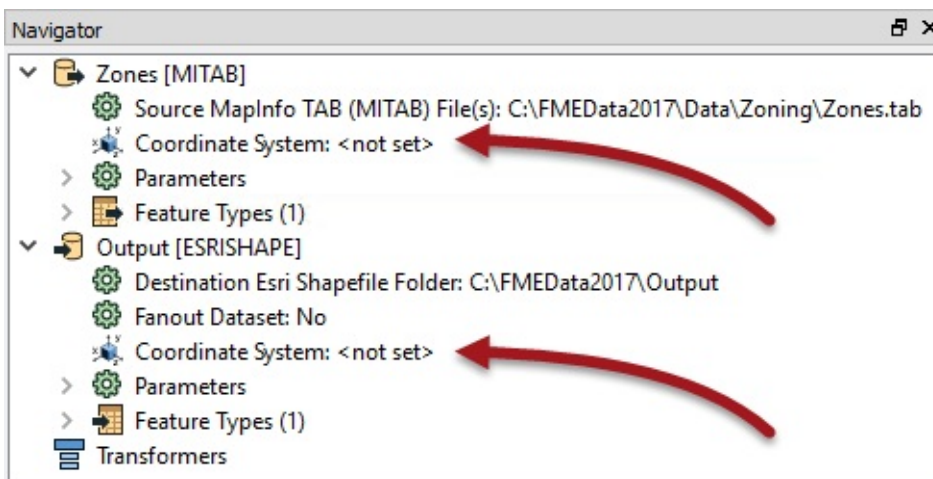 Navigator
Zones [MITAB]
Source MapInfo TAB (MITAB) File(s): C:\FMEData2017\Data\Zoning\Zones.tab
Coordinate System: <not set>
Parameters
Feature Types (1)
Output [ESRISHAPE]
Destination Esri Shapefile Folder: C:\FMEData2017\Output
Fanout Dataset: No
Coordinate System: <not set>
Parameters
Feature Types (1)
Transformers